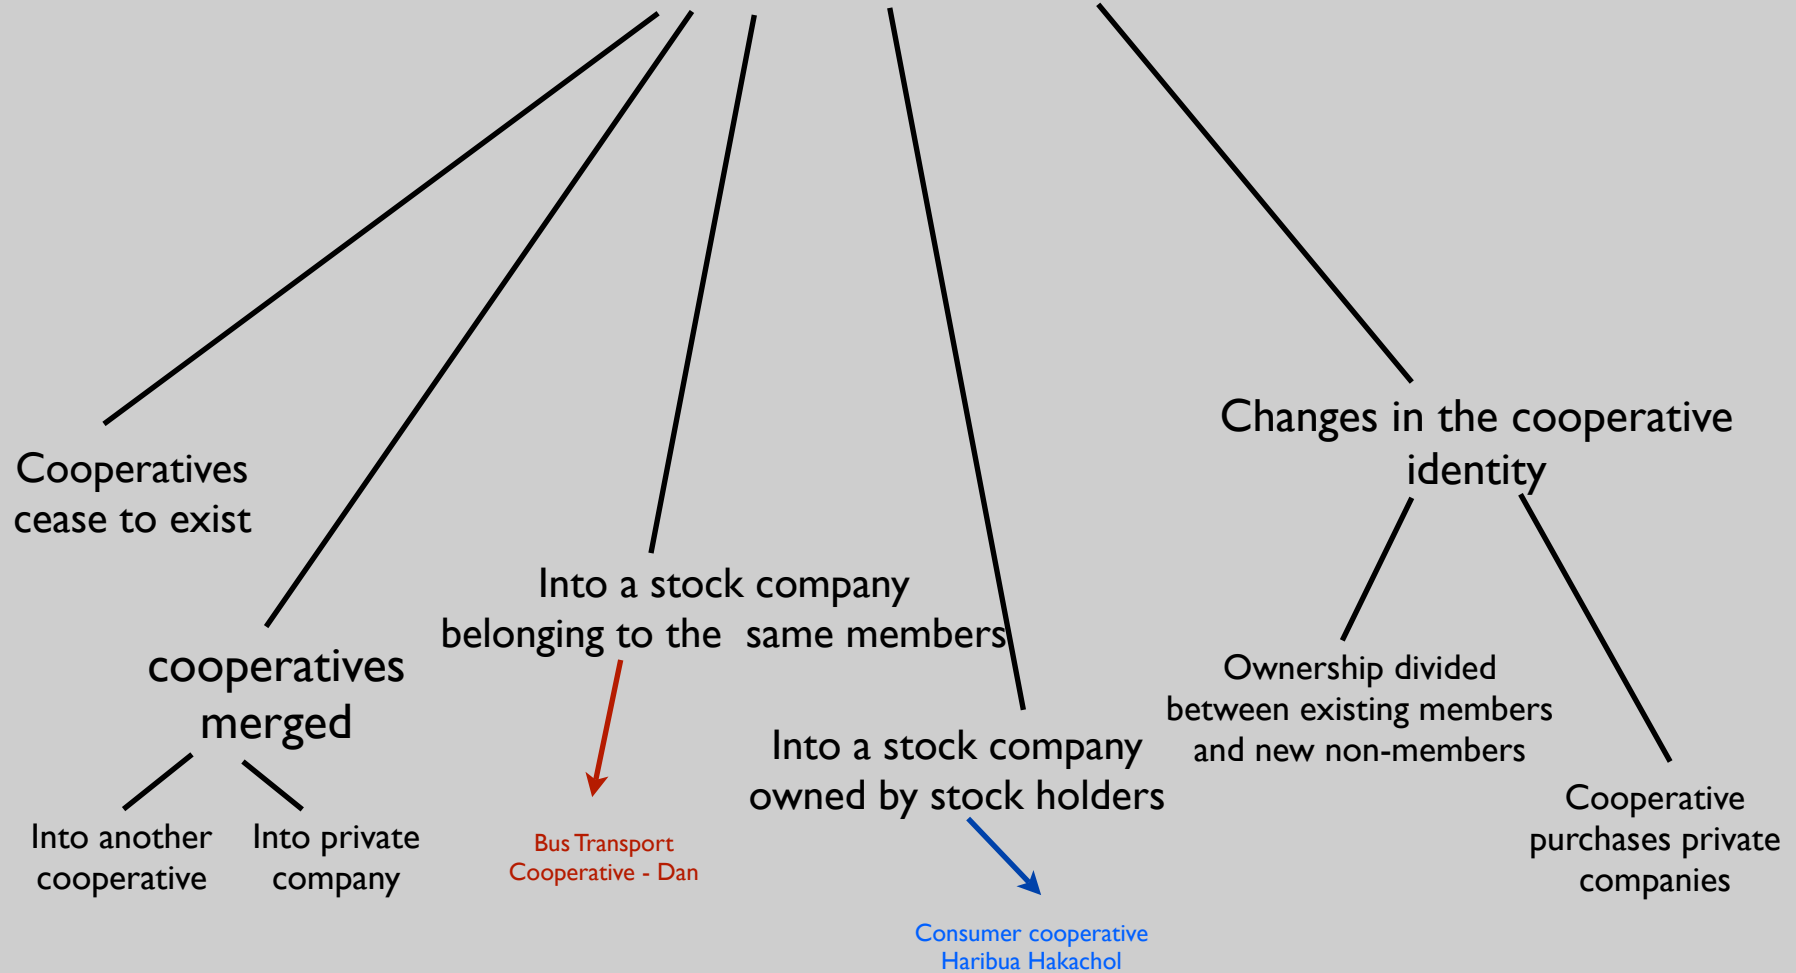 Changes in the cooperative
identity
Cooperatives
cease to exist
Into a stock company
belonging to the  same members
cooperatives
merged
Ownership divided
between existing members
and new non-members
Into a stock company
owned by stock holders
Cooperative
purchases private
companies
Into another
cooperative
Into private
company
Bus Transport
Cooperative - Dan
Consumer cooperative
Haribua Hakachol